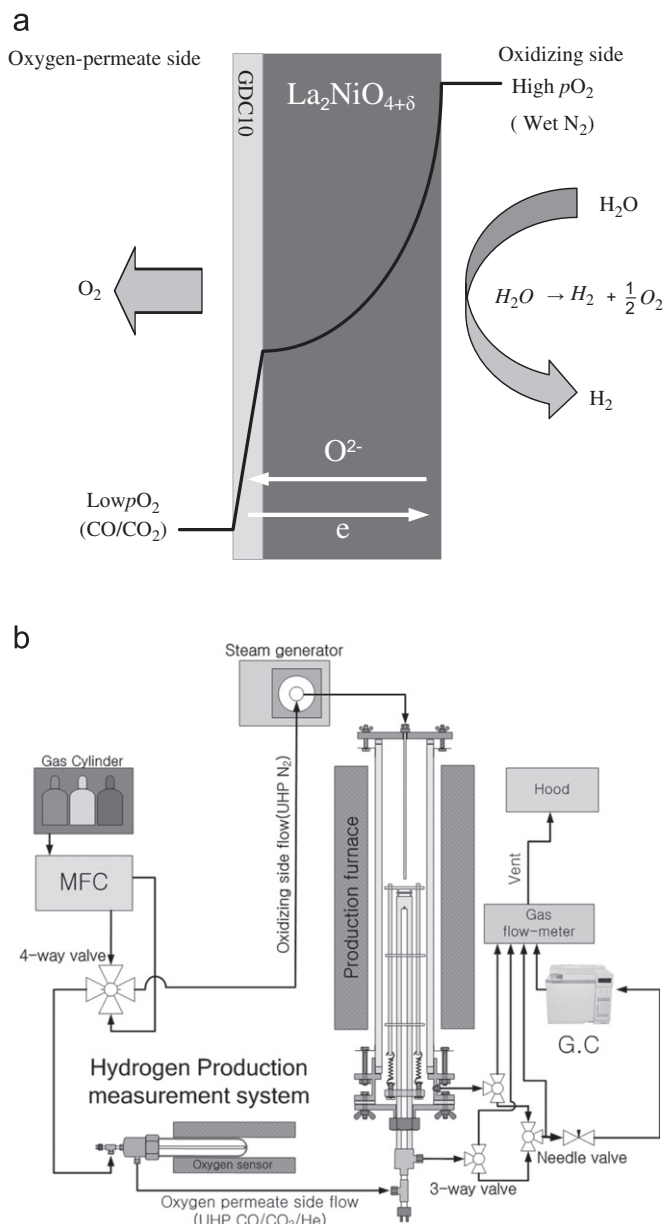 a
Oxygen-permeate side
Oxidizing side
GDC10
La₂NiO₄₊δ
High pO₂
( Wet N₂)
H₂O
O₂
H₂O → H₂ + ½ O₂
H₂
O²⁻
LowpO₂
(CO/CO₂)
e
b
Steam generator
Gas Cylinder
Oxidizing side flow(UHP N₂)
Hood
MFC
Production furnace
Vent
Gas
flow-meter
4-way valve
G.C
Hydrogen Production
measurement system
Oxygen sensor
Needle valve
3-way valve
Oxygen permeate side flow
(UHP CO/CO₂/He)